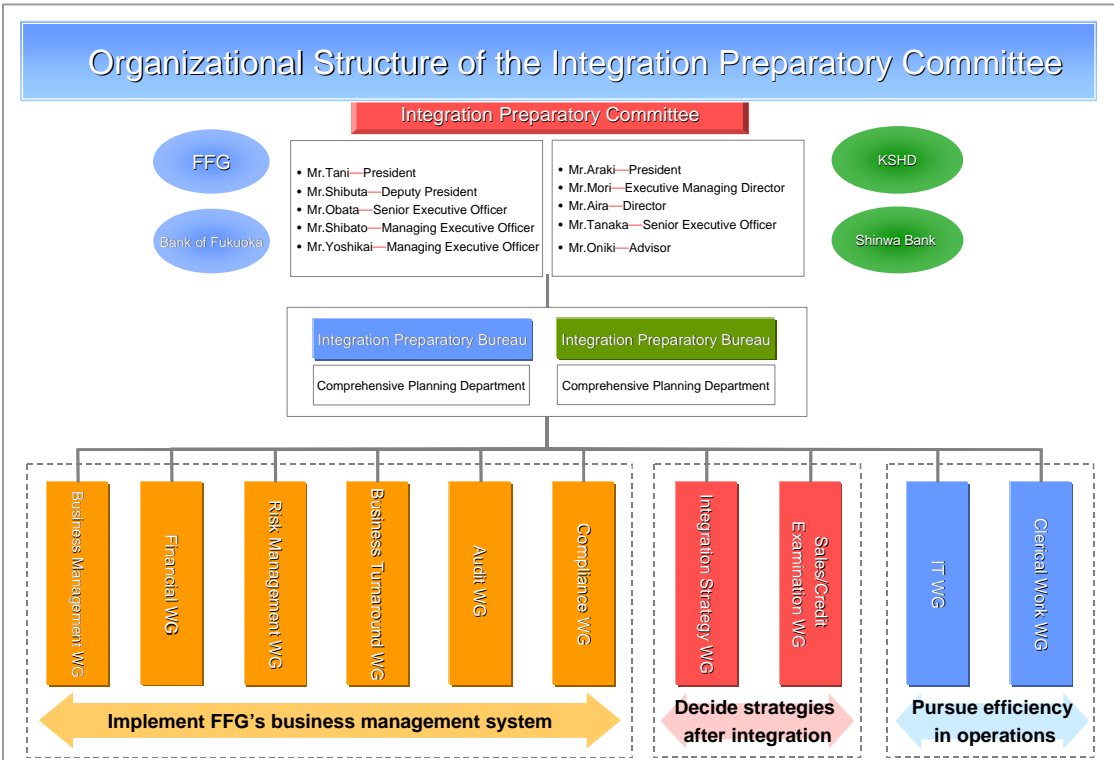 Organizational Structure of the Integration Preparatory Committee
Integration Preparatory Committee
FFG
Bank of Fukuoka
• Mr.Tani—President
• Mr.Shibuta—Deputy President
• Mr.Obata—Senior Executive Officer
• Mr.Shibato—Managing Executive Officer
• Mr.Yoshikai—Managing Executive Officer
• Mr.Araki—President
• Mr.Mori—Executive Managing Director
• Mr.Aira—Director
• Mr.Tanaka—Senior Executive Officer
• Mr.Oniki—Advisor
KSHD
Shinwa Bank
Integration Preparatory Bureau
Comprehensive Planning Department
Integration Preparatory Bureau
Comprehensive Planning Department
Business Management WG
Financial WG
Risk Management WG
Business Turnaround WG
Audit WG
Compliance WG
Integration Strategy WG
Sales/Credit
Examination WG
IT WG
Clerical Work WG
Implement FFG's business management system
Decide strategies
after integration
Pursue efficiency
in operations